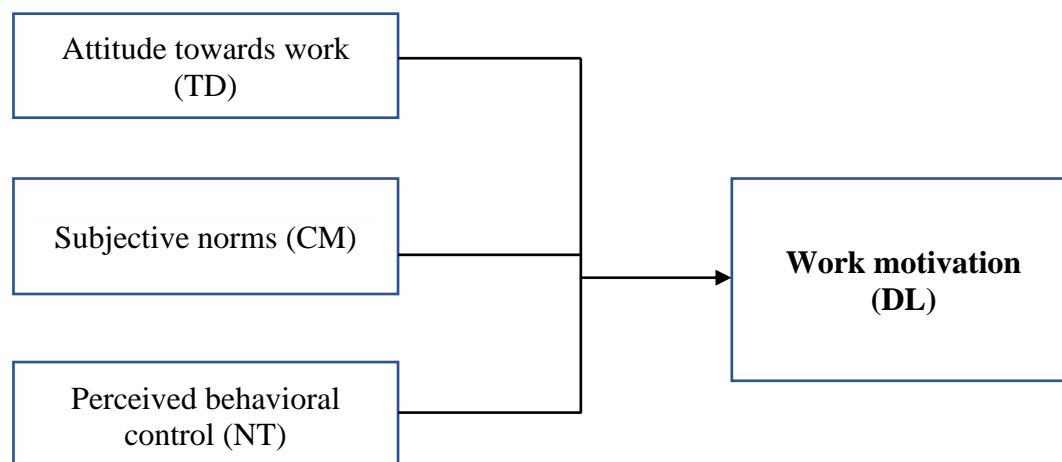 Attitude towards work
(TD)
Subjective norms (CM)
Work motivation
(DL)
Perceived behavioral
control (NT)